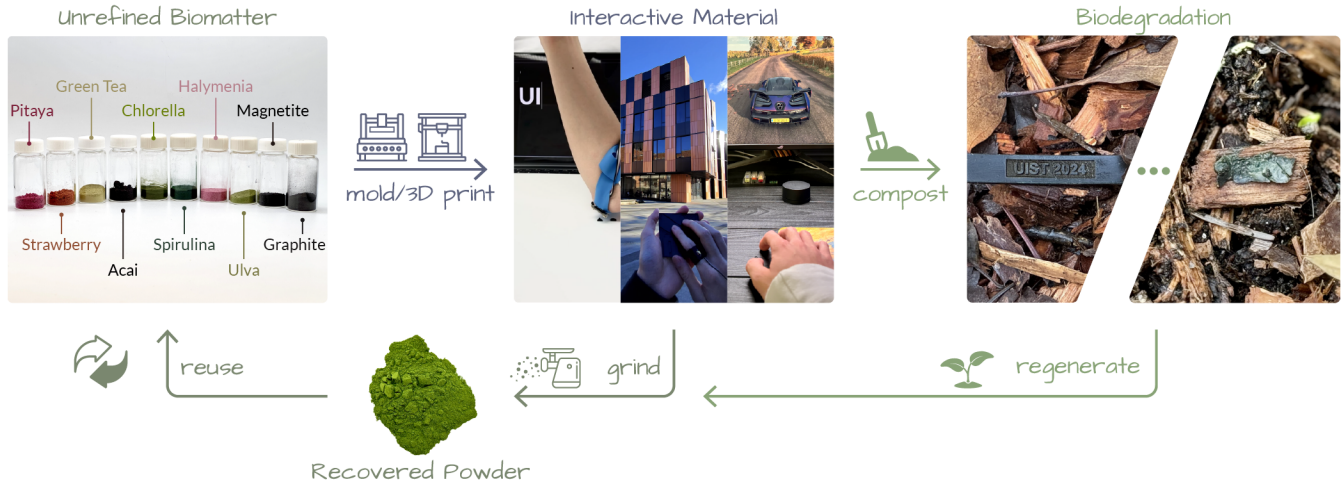 Unrefined Biomatter
Interactive Material
Biodegradation
Green Tea
Halymenia
Pitaya
Chlorella
Magnetite
Strawberry
Spirulina
Graphite
Acai
Ulva
mold/3D print
UI
compost
UIST 2024
reuse
grind
regenerate
Recovered Powder